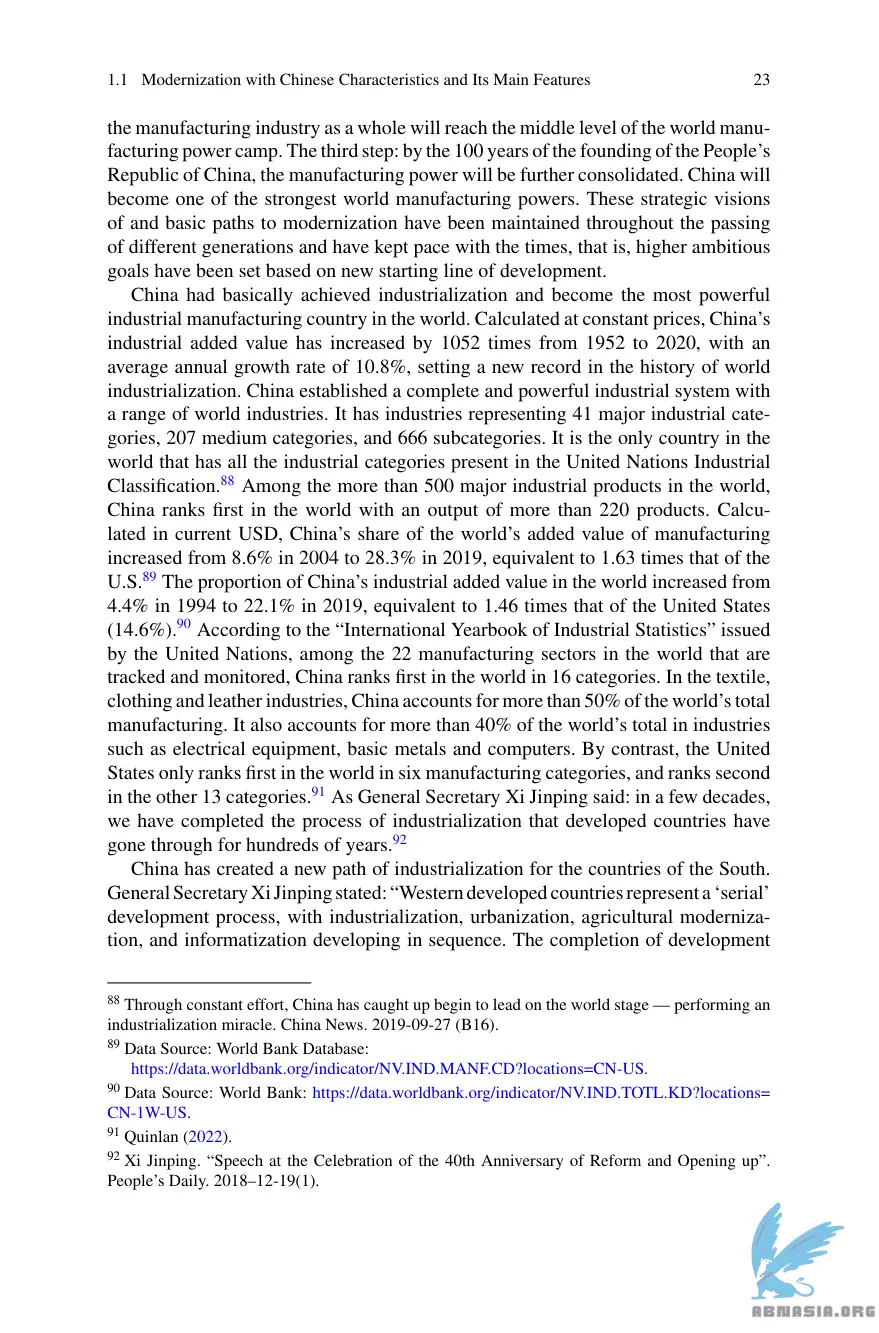 1.1 Modernization with Chinese Characteristics and Its Main Features 23
the manufacturing industry as a whole will reach the middle level of the world manu-
facturing power camp. The third step: by the 100 years of the founding of the People’s
Republic of China, the manufacturing power will be further consolidated. China will
become one of the strongest world manufacturing powers. These strategic visions
of and basic paths to modernization have been maintained throughout the passing
of different generations and have kept pace with the times, that is, higher ambitious
goals have been set based on new starting line of development.
China had basically achieved industrialization and become the most powerful
industrial manufacturing country in the world. Calculated at constant prices, China’s
industrial added value has increased by 1052 times from 1952 to 2020, with an
average annual growth rate of 10.8%, setting a new record in the history of world
industrialization. China established a complete and powerful industrial system with
a range of world industries. It has industries representing 41 major industrial cate-
gories, 207 medium categories, and 666 subcategories. It is the only country in the
world that has all the industrial categories present in the United Nations Industrial
Classification.88 Among the more than 500 major industrial products in the world,
China ranks first in the world with an output of more than 220 products. Calcu-
lated in current USD, China’s share of the world’s added value of manufacturing
increased from 8.6% in 2004 to 28.3% in 2019, equivalent to 1.63 times that of the
U.S.89 The proportion of China’s industrial added value in the world increased from
4.4% in 1994 to 22.1% in 2019, equivalent to 1.46 times that of the United States
(14.6%).90 According to the “International Yearbook of Industrial Statistics” issued
by the United Nations, among the 22 manufacturing sectors in the world that are
tracked and monitored, China ranks first in the world in 16 categories. In the textile,
clothing and leather industries, China accounts for more than 50% of the world’s total
manufacturing. It also accounts for more than 40% of the world’s total in industries
such as electrical equipment, basic metals and computers. By contrast, the United
States only ranks first in the world in six manufacturing categories, and ranks second
in the other 13 categories.91 As General Secretary Xi Jinping said: in a few decades,
we have completed the process of industrialization that developed countries have
gone through for hundreds of years.92
China has created a new path of industrialization for the countries of the South.
General Secretary Xi Jinping stated: “Western developed countries represent a ‘serial’
development process, with industrialization, urbanization, agricultural moderniza-
tion, and informatization developing in sequence. The completion of development
88 Through constant effort, China has caught up begin to lead on the world stage — performing an
industrialization miracle. China News. 2019-09-27 (B16).
89 Data Source: World Bank Database:
https://data.worldbank.org/indicator/NV.IND.MANF.CD?locations=CN-US.
90 Data Source: World Bank: https://data.worldbank.org/indicator/NV.IND.TOTL.KD?locations=
CN-1W-US.
91 Quinlan (2022).
92 Xi Jinping. “Speech at the Celebration of the 40th Anniversary of Reform and Opening up”.
People’s Daily. 2018–12-19(1).
ABNASIA.ORG